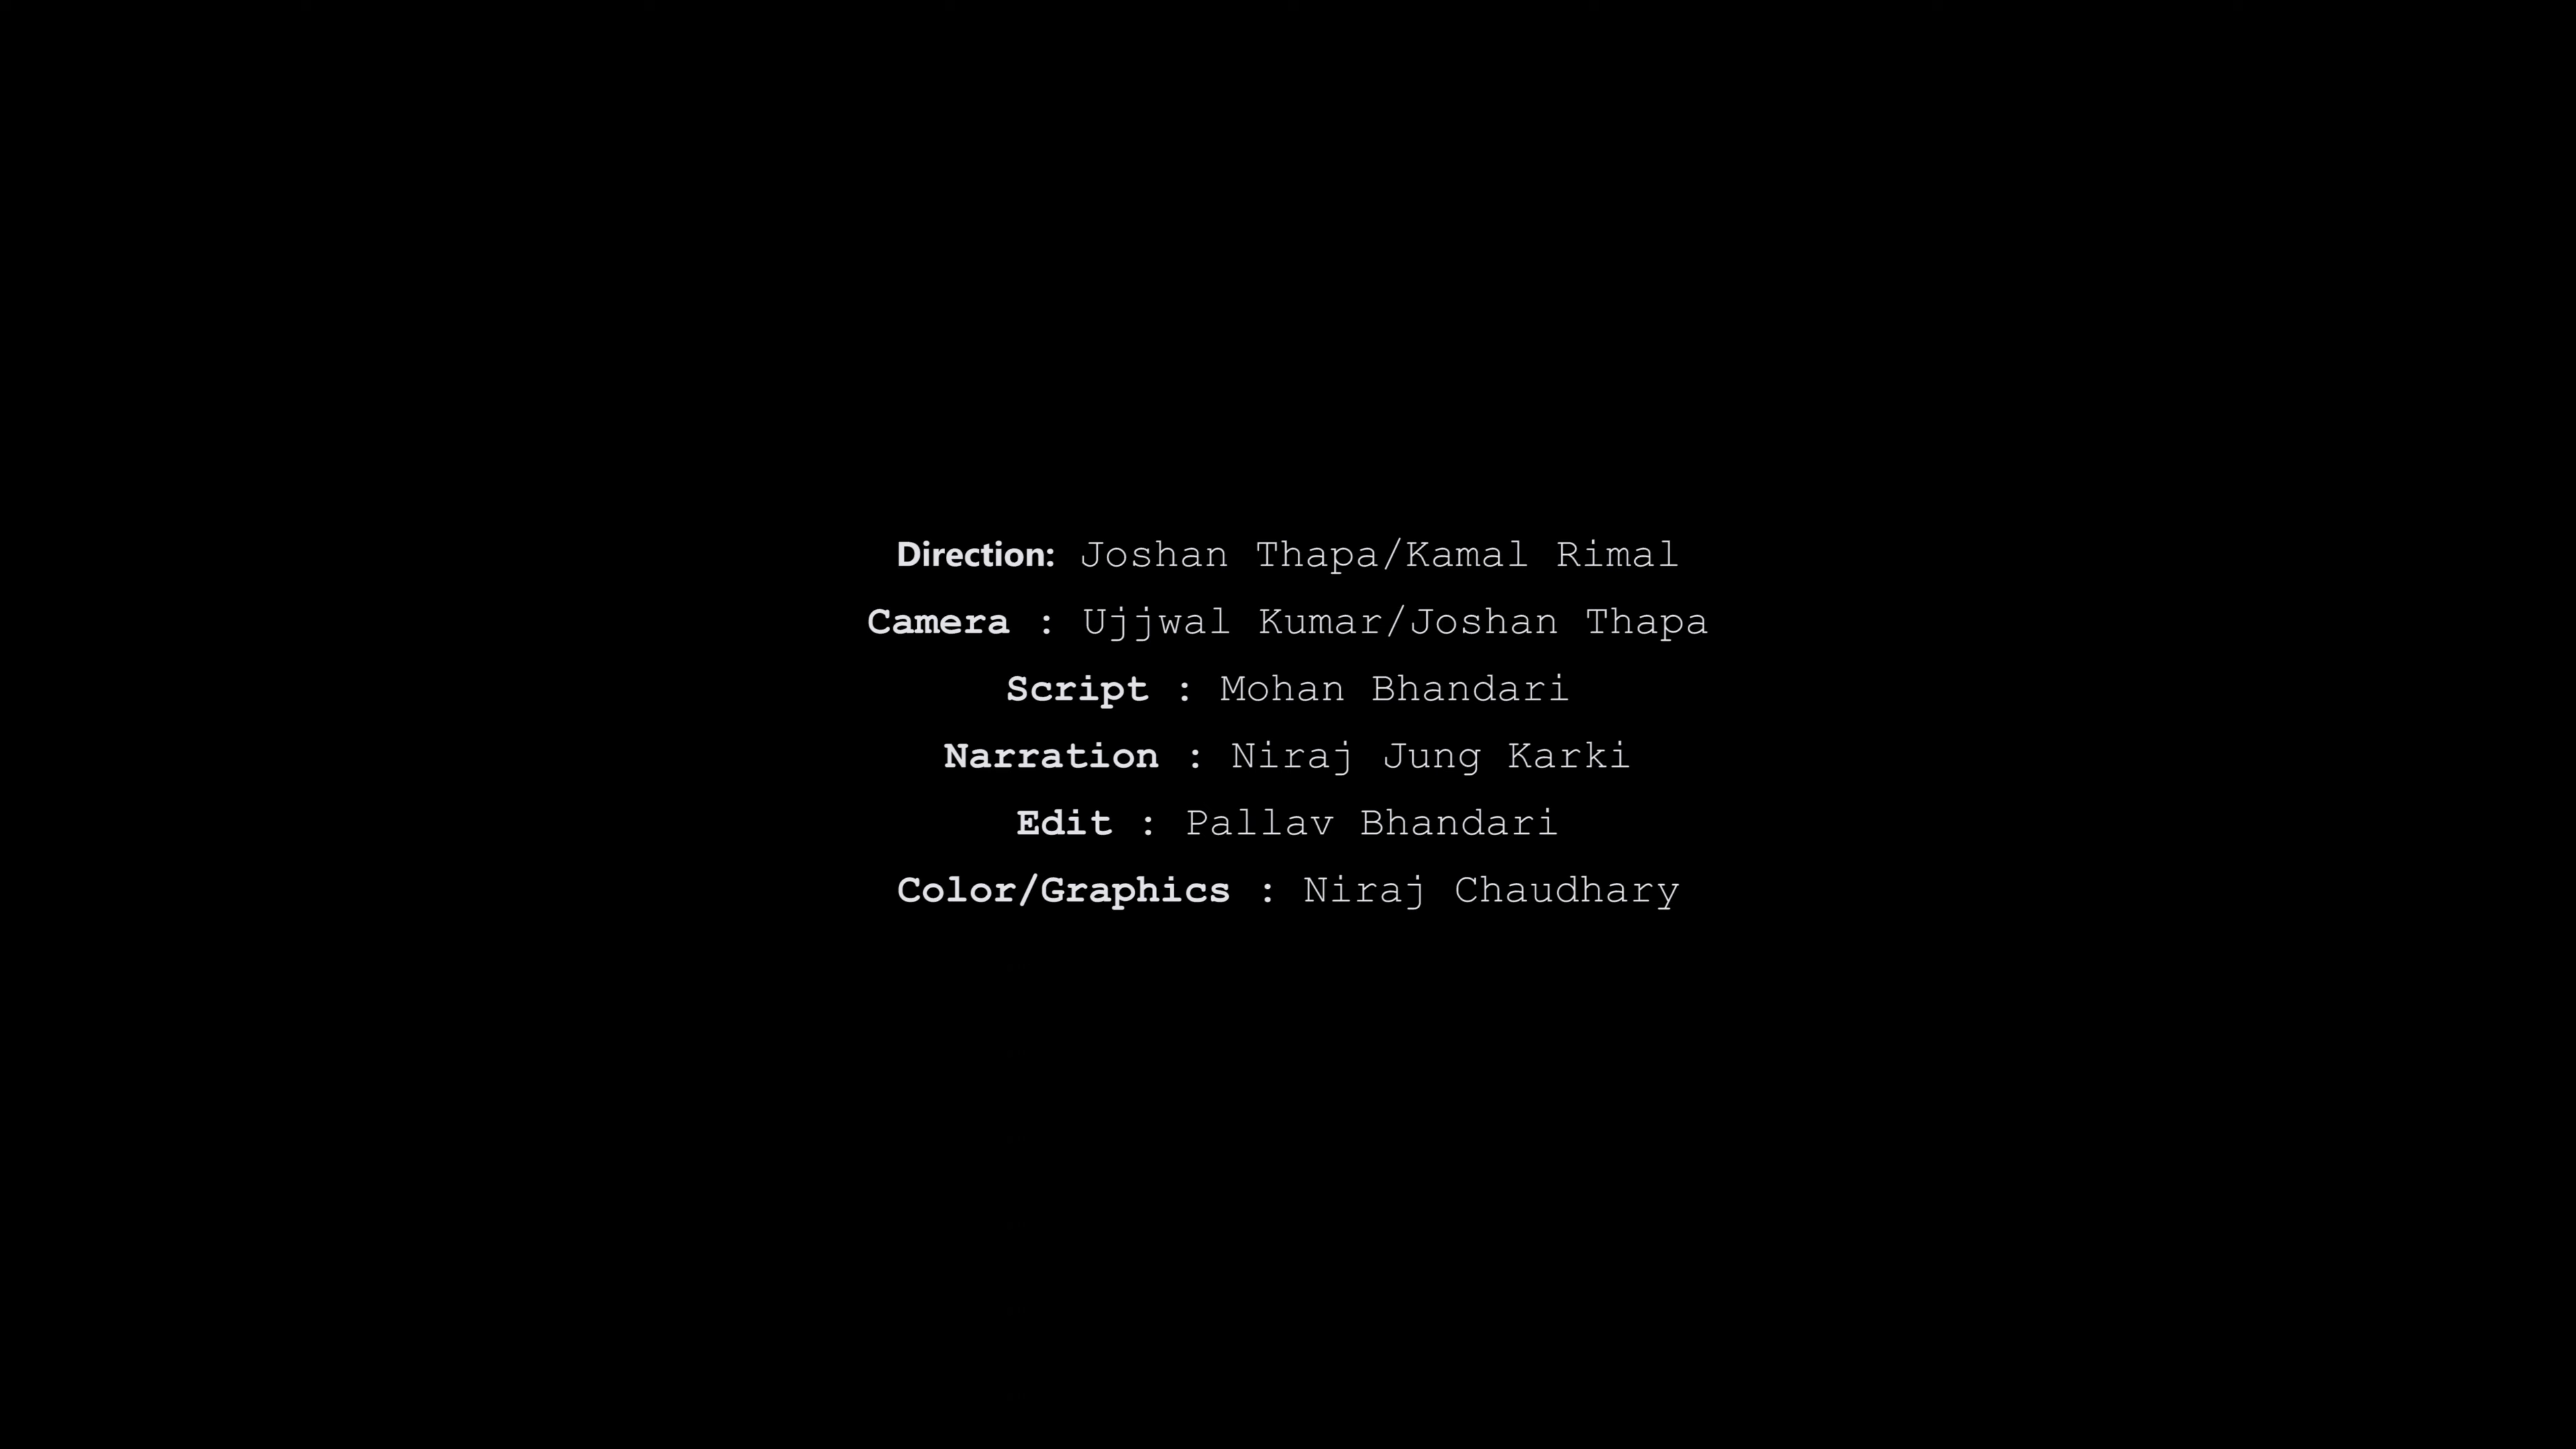 Direction: Joshan Thapa/Kamal Rimal
Camera : Ujjwal Kumar/Joshan Thapa
Script : Mohan Bhandari
Narration : Niraj Jung Karki
Edit : Pallav Bhandari
Color/Graphics : Niraj Chaudhary